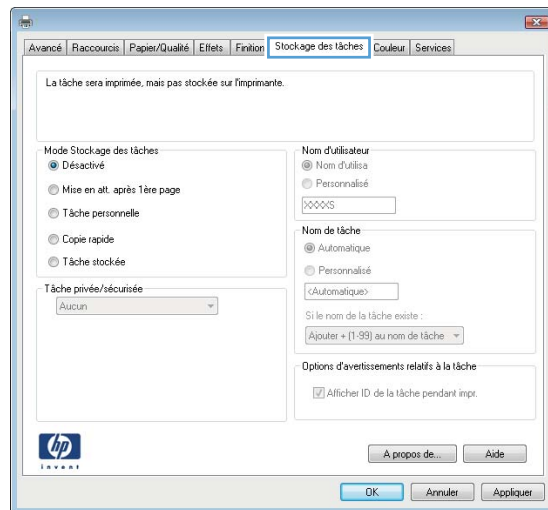 Avancé Raccourcis Papier/Qualité Effets Finition Stockage des tâches Couleur Services
La tâche sera imprimée, mais pas stockée sur l'imprimante.
Mode Stockage des tâches
Désactivé
Mise en att. après 1ère page
Tâche personnelle
Copie rapide
Tâche stockée
Tâche privée/sécurisée
Aucun
Nom d'utilisateur
Nom d'utilisa
Personnalisé
XXXXS
Nom de tâche
Automatique
Personnalisé
<Automatique>
Si le nom de la tâche existe :
Ajouter + (1-99) au nom de tâche
Options d'avertissements relatifs à la tâche
Afficher ID de la tâche pendant impr.
hp
invent
A propos de... Aide
OK Annuler Appliquer